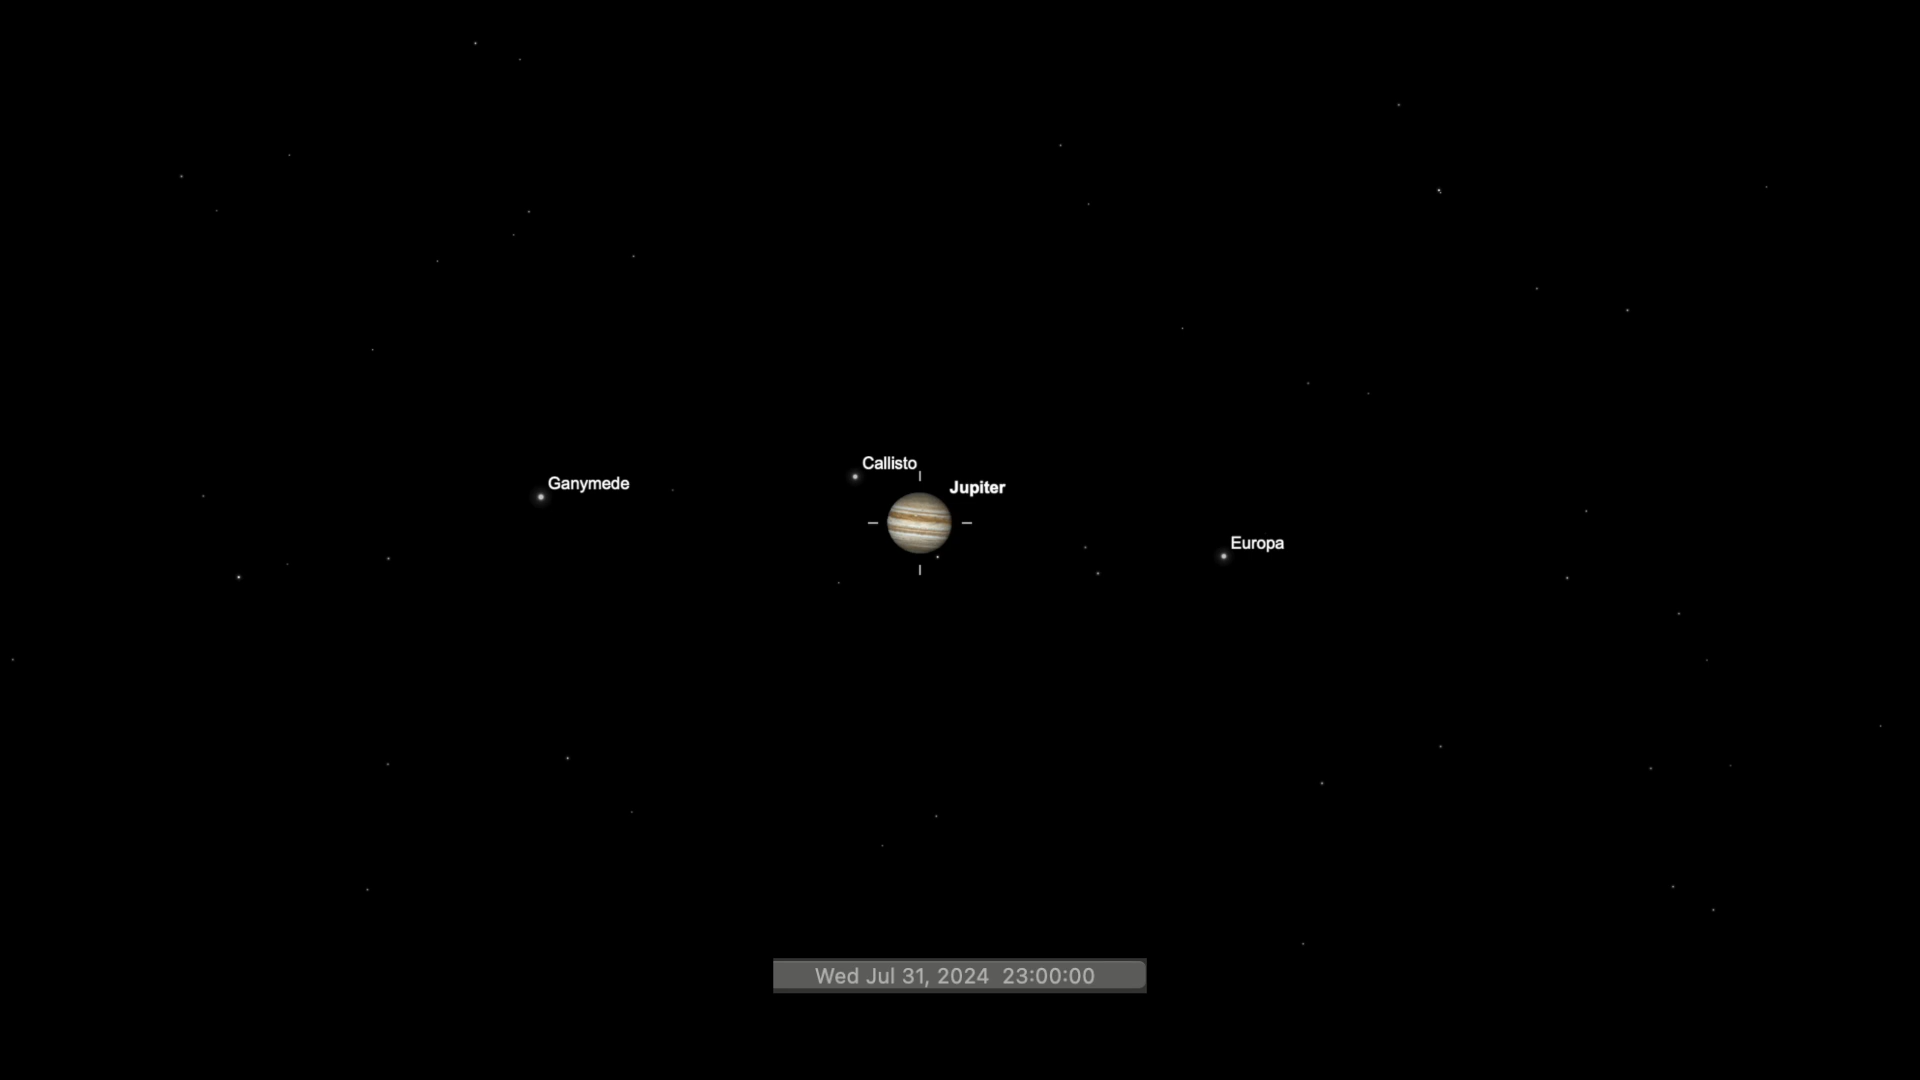 Callisto
Ganymede
Jupiter
Europa
Wed Jul 31, 2024  23:00:00